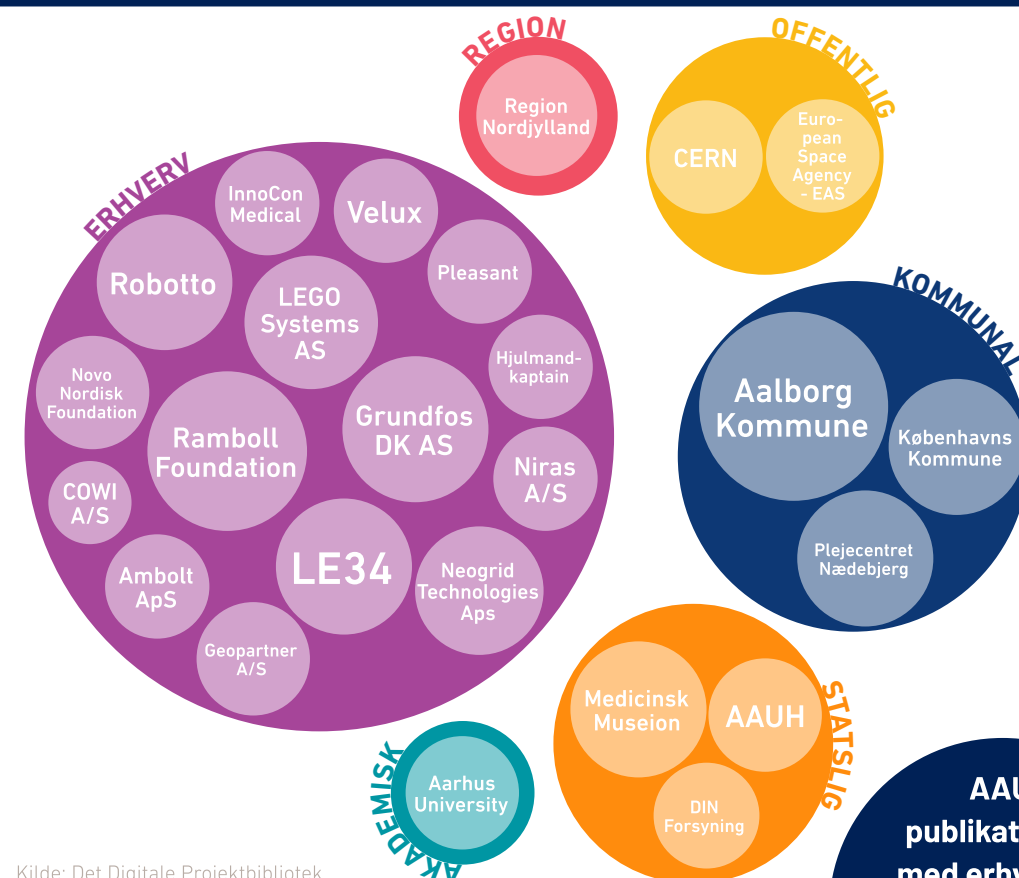 REGION
Region
Nordjylland
OFFENTLIG
CERN
Euro-
pean
Space
Agency
- EAS
ERHVERV
InnoCon
Medical
Velux
Robotto
LEGO
Systems
AS
Pleasant
Novo
Nordisk
Foundation
Hjulmand-
kaptain
Ramboll
Foundation
Grundfos
DK AS
Niras
A/S
COWI
A/S
LE34
Ambolt
ApS
Neogrid
Technologies
Aps
Geopartner
A/S
KOMMUNAL
Aalborg
Kommune
Københavns
Kommune
Plejecentret
Nædebjerg
STATSLIG
Medicinsk
Museion
AAUH
DIN
Forsyning
AKADEMISK
Aarhus
University
Kilde: Det Digitale Projektbibliotek